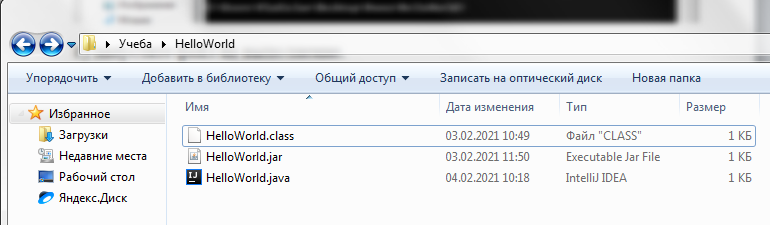 Учеба HelloWorld
Упорядочить Добавить в библиотеку Общий доступ Записать на оптический диск Новая папка
Избранное
Загрузки
Недавние места
Рабочий стол
Яндекс.Диск
Имя Дата изменения Тип Размер
HelloWorld.class 03.02.2021 10:49 Файл "CLASS" 1 КБ
HelloWorld.jar 03.02.2021 11:50 Executable Jar File 1 КБ
HelloWorld.java 04.02.2021 10:18 IntelliJ IDEA 1 КБ